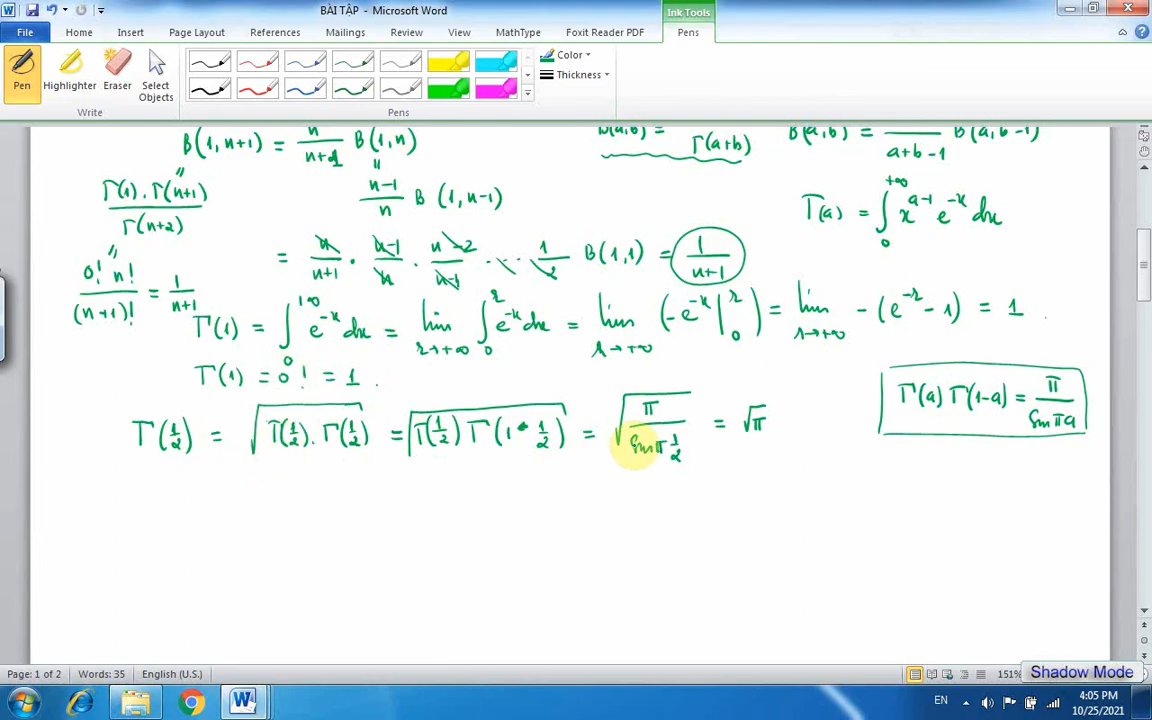 BÀI TẬP - Microsoft Word
Ink Tools
File Home Insert Page Layout References Mailings Review View MathType Foxit Reader PDF Pens
Pen Highlighter Eraser Select Objects
Color
Thickness
Write Pens
B(1,n+1) = n/(n+1) B(1,n)
B(a,b) = Γ(a+b)
B(a,b) = /(a+b-1) B(a,b-1)
Γ(1).Γ(n+1)/Γ(n+2)
" (n-1)/n B(1,n-1)
Γ(a) = ∫₀^{+∞} x^{a-1} e^{-x} dx
= n/(n+1) . (n-1)/n . (n-2)/(n-1) ... 1/2 B(1,1) = 1/(n+1)
" 0! n!/(n+1)! = 1/(n+1)
Γ(1) = ∫₀^{+∞} e^{-x} dx = lim_{r→+∞} ∫₀^r e^{-x} dx = lim_{r→+∞} (-e^{-x} |₀^r) = lim_{r→+∞} -(e^{-r} - 1) = 1.
Γ(1) = 0! = 1.
Γ(a) Γ(1-a) = π/sin πa
Γ(1/2) = √(Γ(1/2).Γ(1/2)) = √(Γ(1/2) Γ(1-1/2)) = √(π/(sin π 1/2)) = √π
Page: 1 of 2 Words: 35 English (U.S.) 151%
Shadow Mode
EN 4:05 PM
10/25/2021